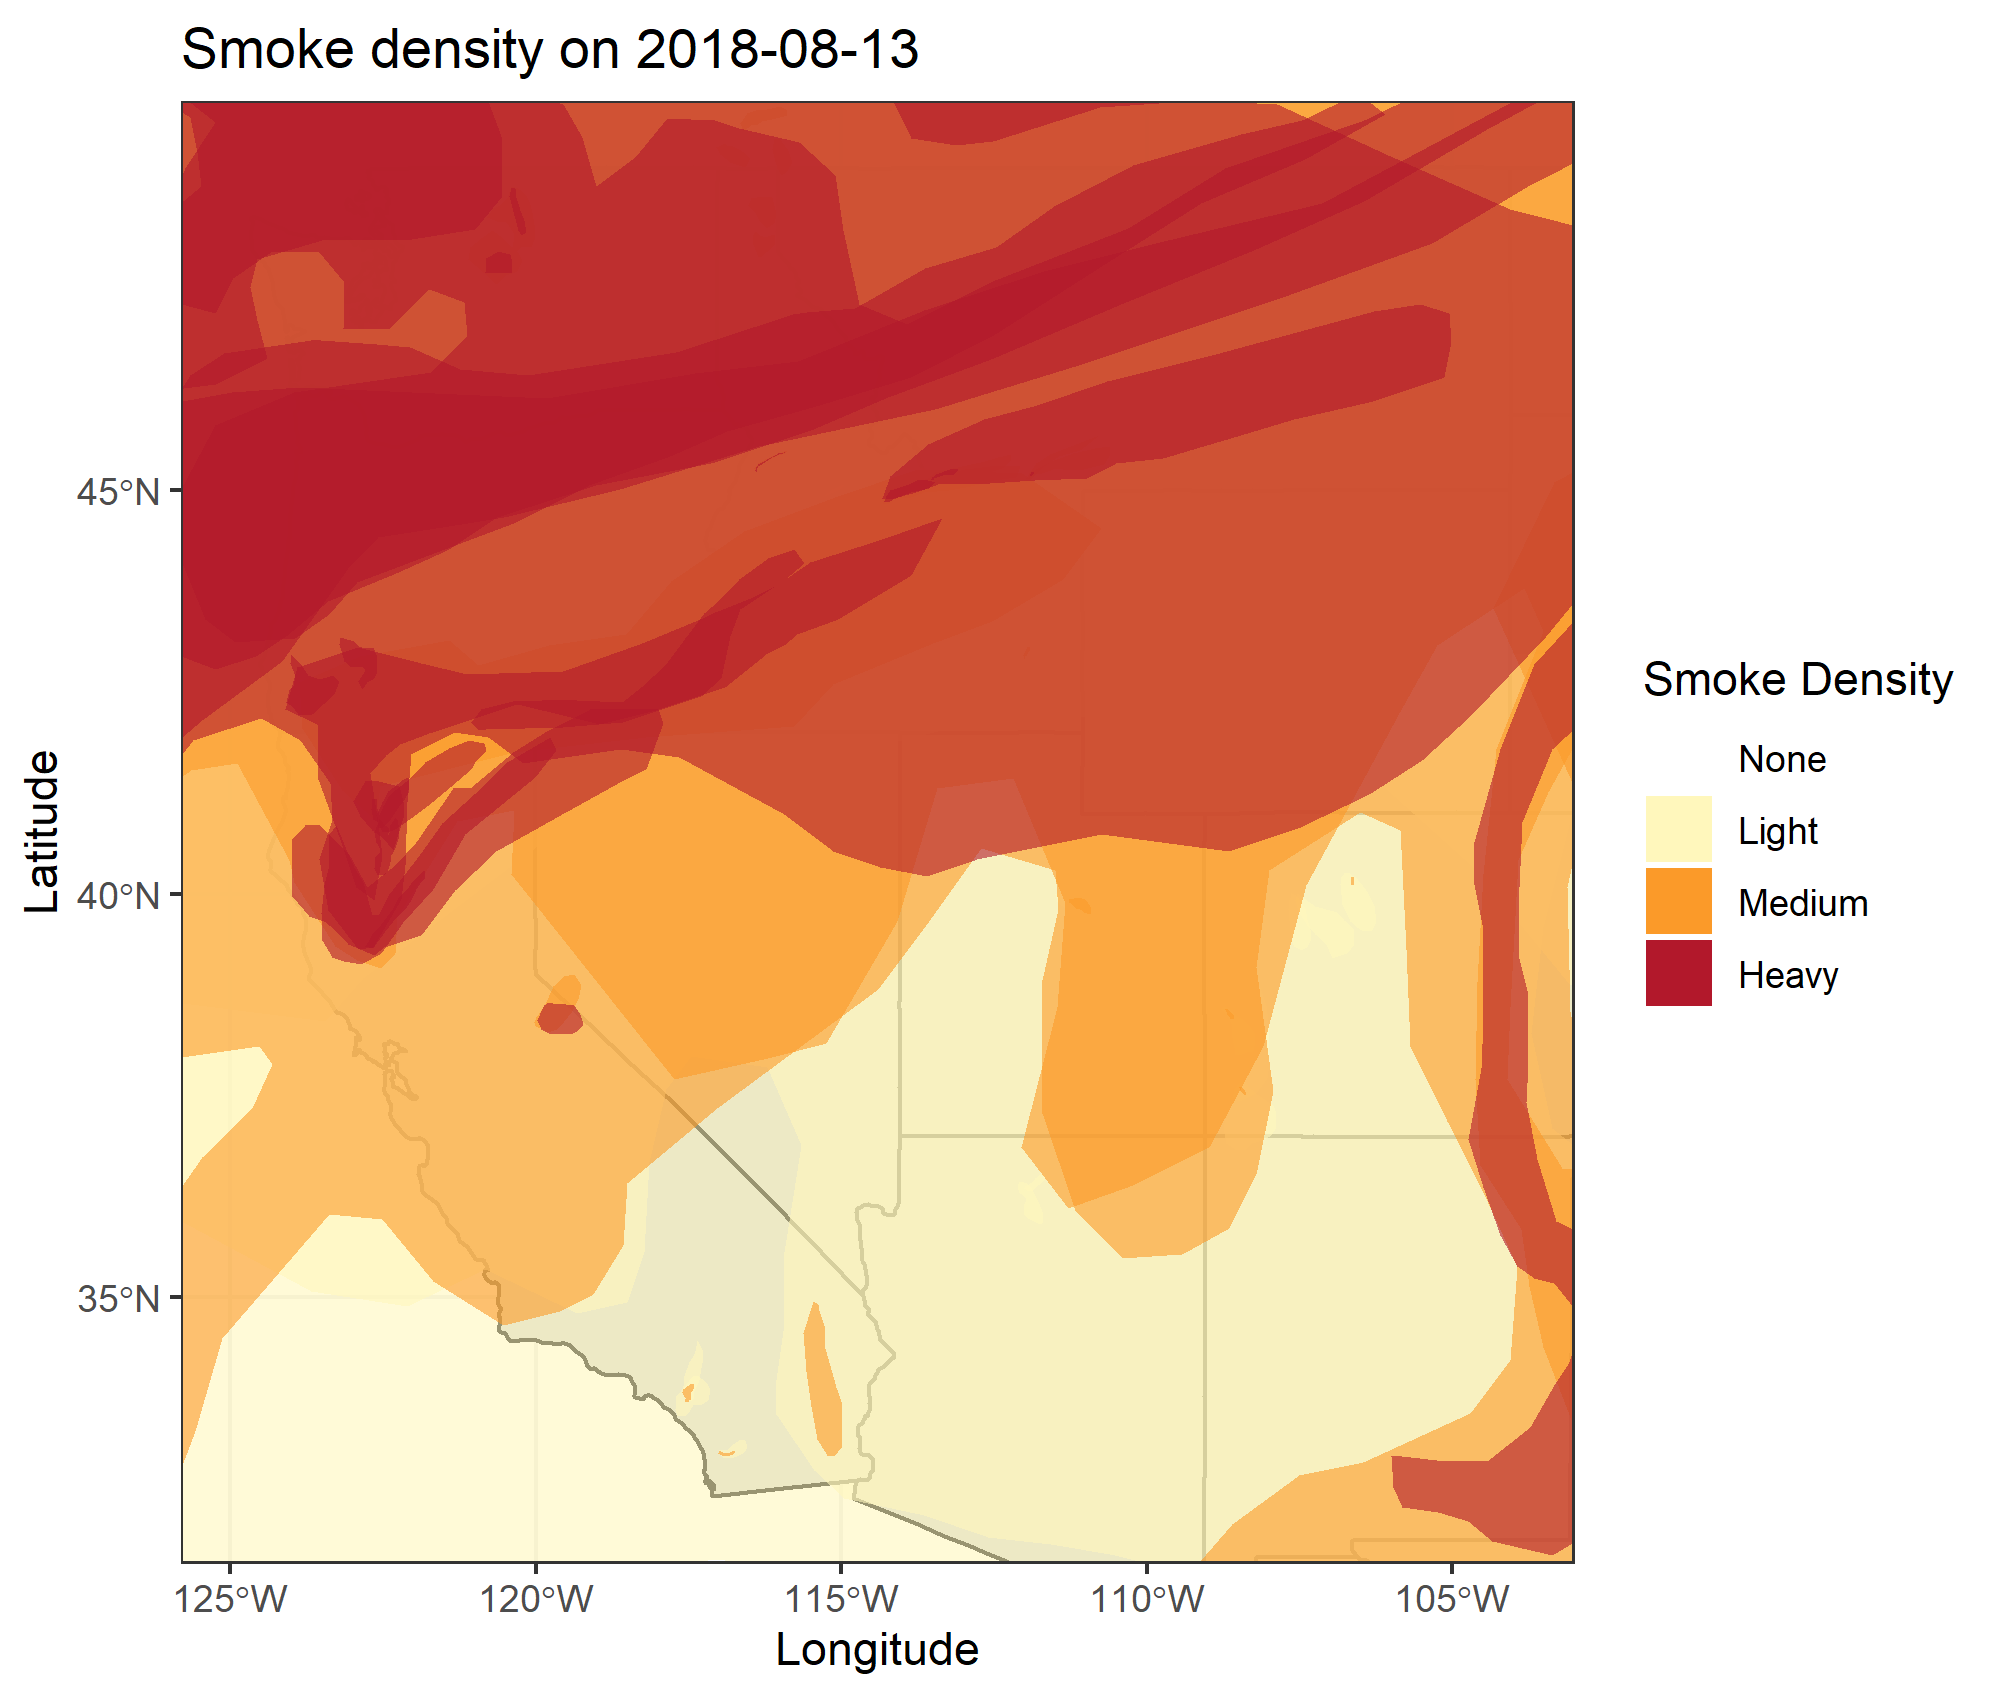 Smoke density on 2018-08-13
45°N
40°N
35°N
Latitude
125°W 120°W 115°W 110°W 105°W
Longitude
Smoke Density
None
Light
Medium
Heavy